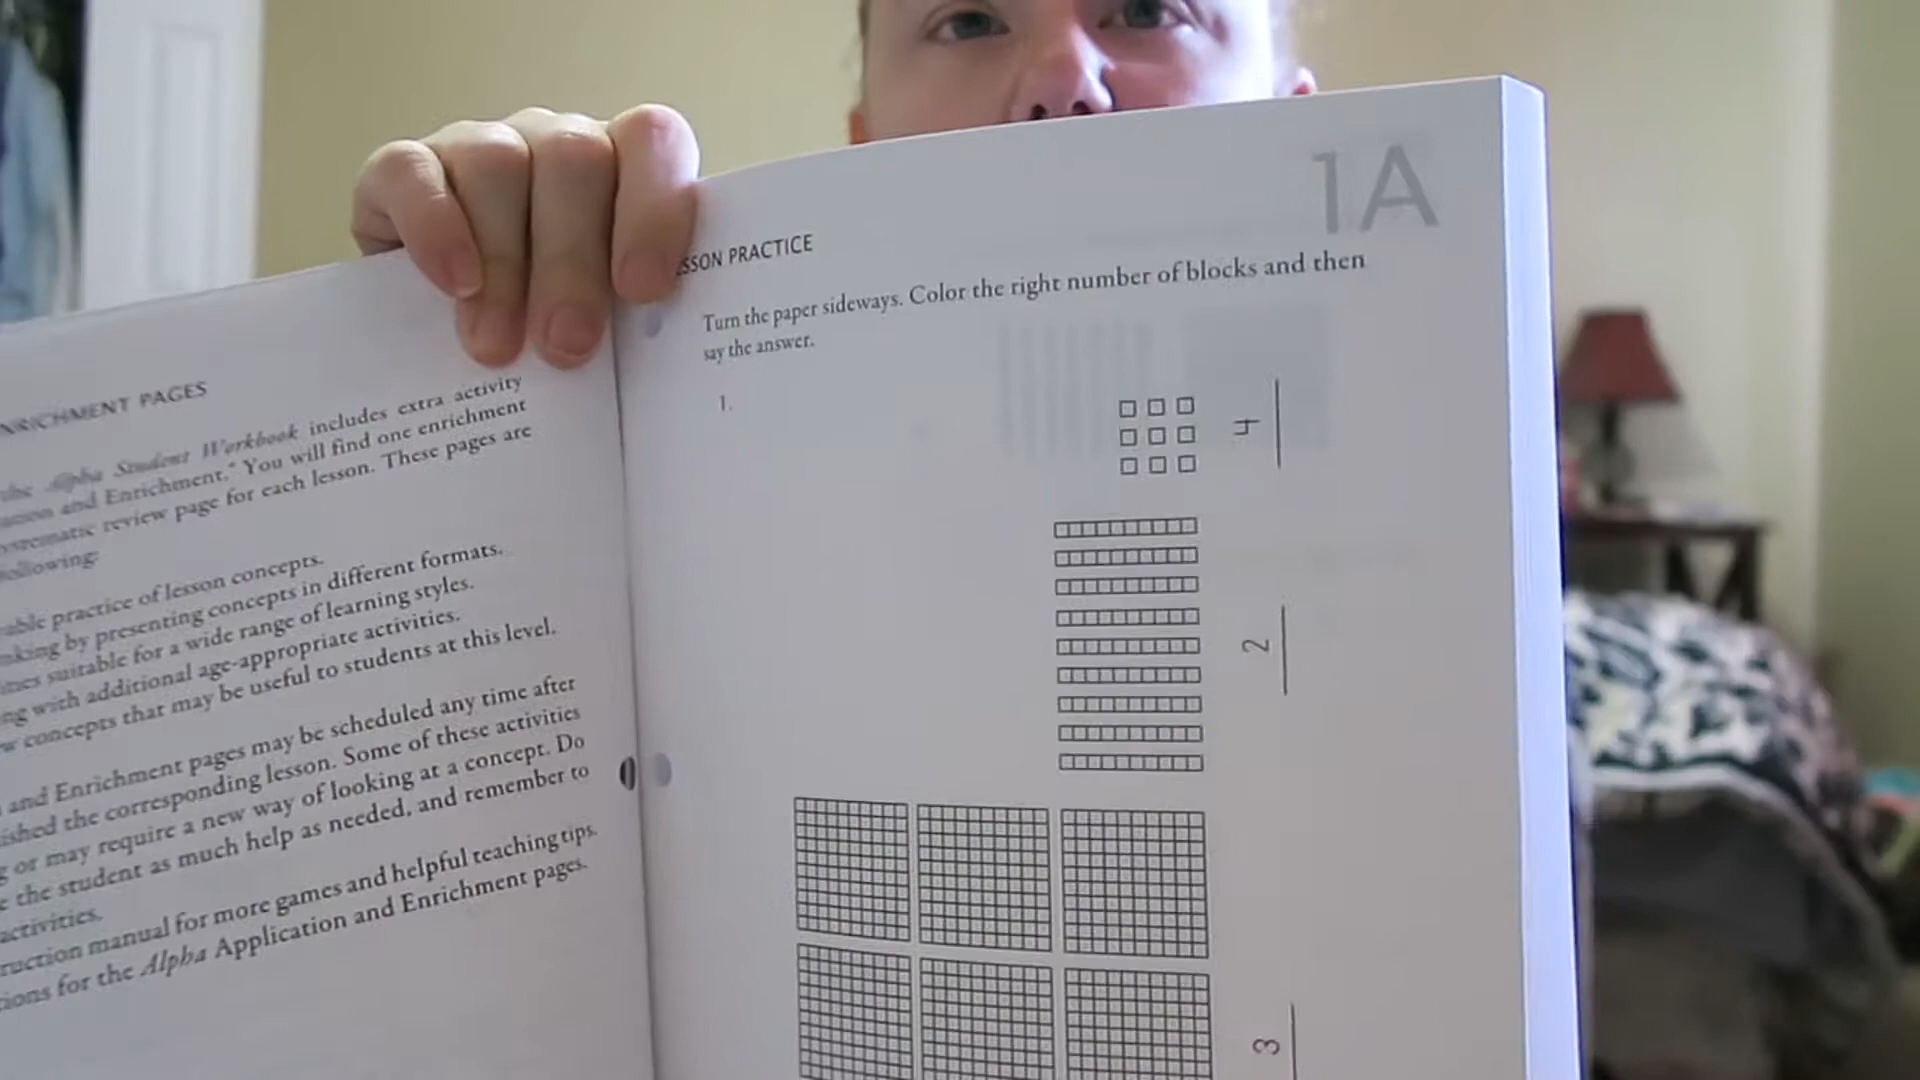 ENRICHMENT PAGES
the Alpha Student Workbook includes extra activity
and Enrichment." You will find one enrichment
systematic review page for each lesson. These pages are
following:
practice of lesson concepts.
by presenting concepts in different formats.
suitable for a wide range of learning styles.
with additional age-appropriate activities.
concepts that may be useful to students at this level.
and Enrichment pages may be scheduled any time after
the corresponding lesson. Some of these activities
or may require a new way of looking at a concept. Do
the student as much help as needed, and remember to
activities.
manual for more games and helpful teaching tips.
for the Alpha Application and Enrichment pages.
1A
SSON PRACTICE
Turn the paper sideways. Color the right number of blocks and then
say the answer.
1.
4
2
3